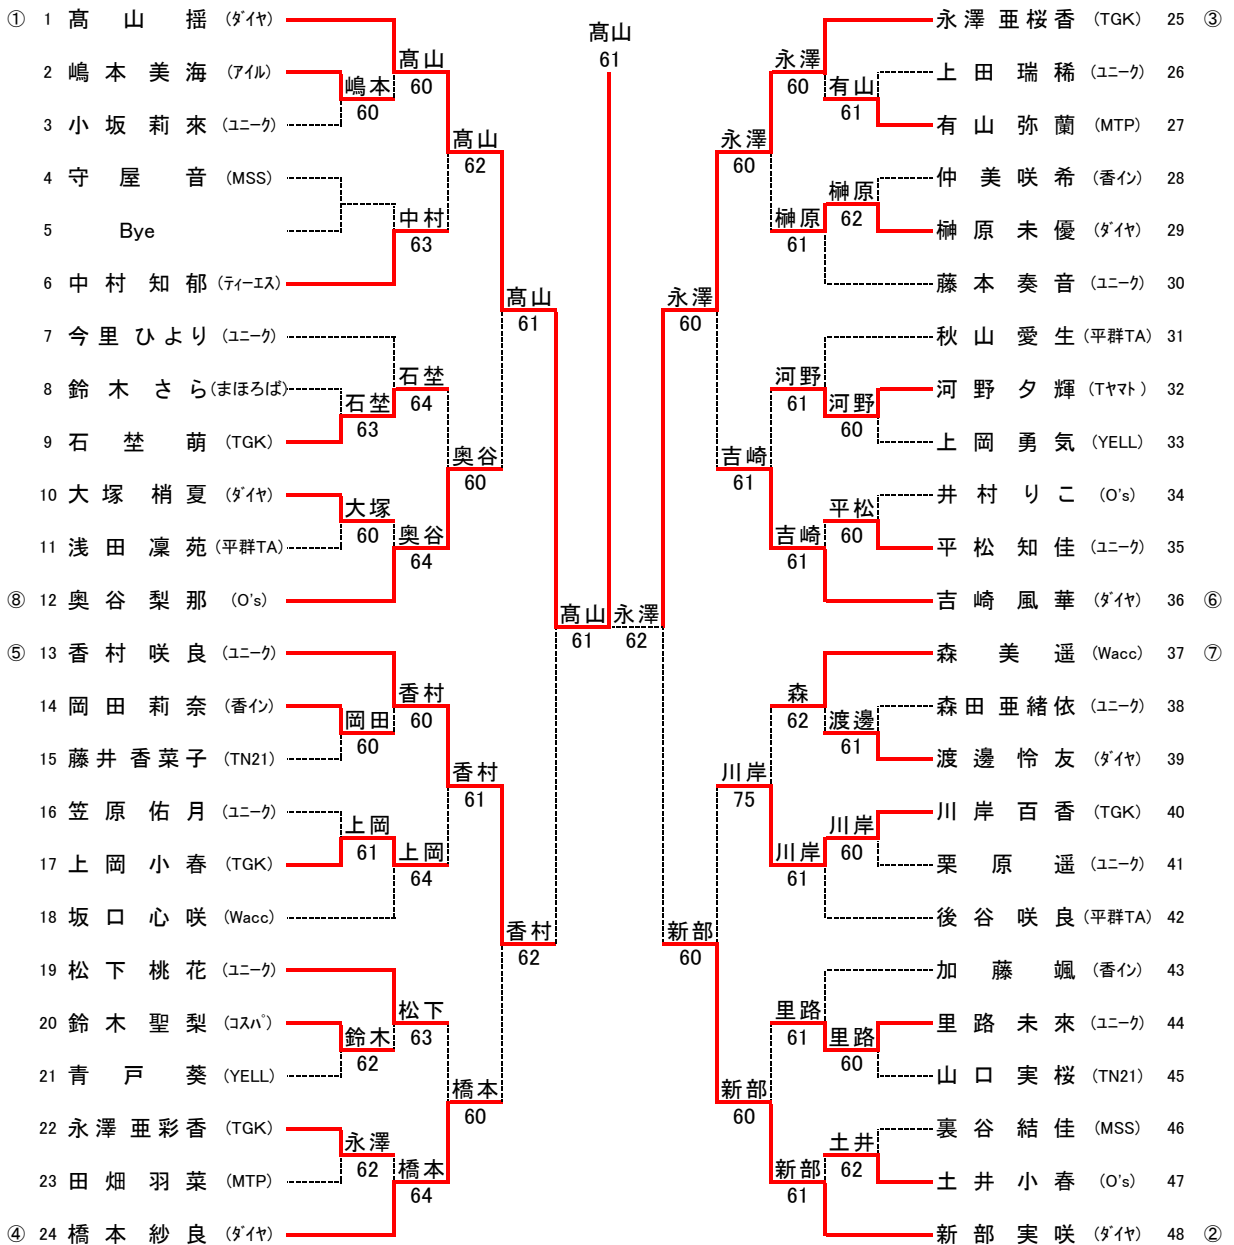 ① 1 髙山 揺 (ダイヤ)
2 嶋本美海 (アイル)
3 小坂莉來 (ユニーク)
4 守屋 音 (MSS)
5 Bye
6 中村知郁 (ティーエス)
7 今里ひより (ユニーク)
8 鈴木さら (まほろば)
9 石埜 萌 (TGK)
10 大塚梢夏 (ダイヤ)
11 浅田凜苑 (平群TA)
⑧ 12 奥谷梨那 (O's)
⑤ 13 香村咲良 (ユニーク)
14 岡田莉奈 (香イン)
15 藤井香菜子 (TN21)
16 笠原佑月 (ユニーク)
17 上岡小春 (TGK)
18 坂口心咲 (Wacc)
19 松下桃花 (ユニーク)
20 鈴木聖梨 (コスパ)
21 青戸 葵 (YELL)
22 永澤亜彩香 (TGK)
23 田畑羽菜 (MTP)
④ 24 橋本紗良 (ダイヤ)
嶋本
60
石埜
63
大塚
60
岡田
60
上岡
61
鈴木
62
永澤
62
髙山
60
中村
63
石埜
64
奥谷
64
香村
60
上岡
64
松下
63
橋本
64
髙山
62
奥谷
60
香村
61
橋本
60
髙山
61
香村
62
髙山
61
髙山
61
永澤
62
永澤
60
新部
60
永澤
60
吉崎
61
川岸
75
新部
60
永澤
60
榊原
61
河野
61
吉崎
61
森
62
川岸
61
里路
61
新部
61
有山
61
榊原
62
河野
60
平松
60
渡邊
61
川岸
60
里路
60
土井
62
永澤亜桜香 (TGK) 25 ③
上田瑞稀 (ユニーク) 26
有山弥蘭 (MTP) 27
仲美咲希 (香イン) 28
榊原未優 (ダイヤ) 29
藤本奏音 (ユニーク) 30
秋山愛生 (平群TA) 31
河野夕輝 (Tヤマト) 32
上岡勇気 (YELL) 33
井村りこ (O's) 34
平松知佳 (ユニーク) 35
吉崎風華 (ダイヤ) 36 ⑥
森 美遥 (Wacc) 37 ⑦
森田亜緒依 (ユニーク) 38
渡邊怜友 (ダイヤ) 39
川岸百香 (TGK) 40
栗原 遥 (ユニーク) 41
後谷咲良 (平群TA) 42
加藤 颯 (香イン) 43
里路未來 (ユニーク) 44
山口実桜 (TN21) 45
裏谷結佳 (MSS) 46
土井小春 (O's) 47
新部実咲 (ダイヤ) 48 ②